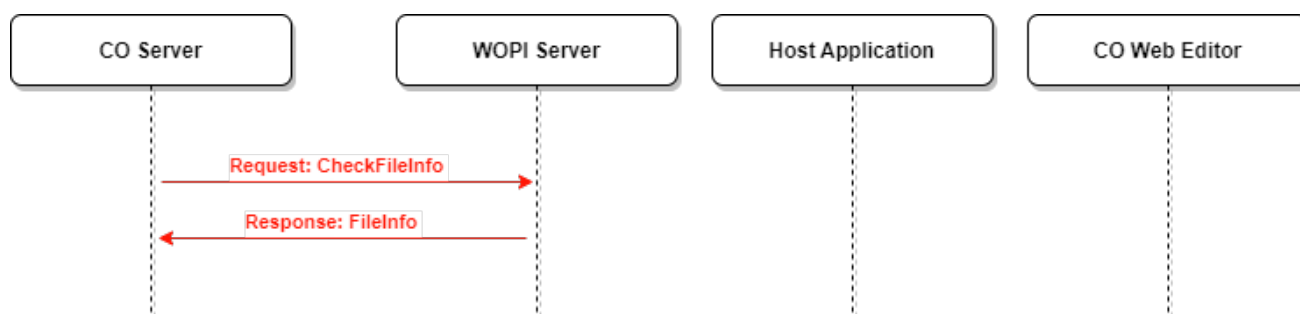 CO Server
WOPI Server
Host Application
CO Web Editor
Request: CheckFileInfo
Response: FileInfo